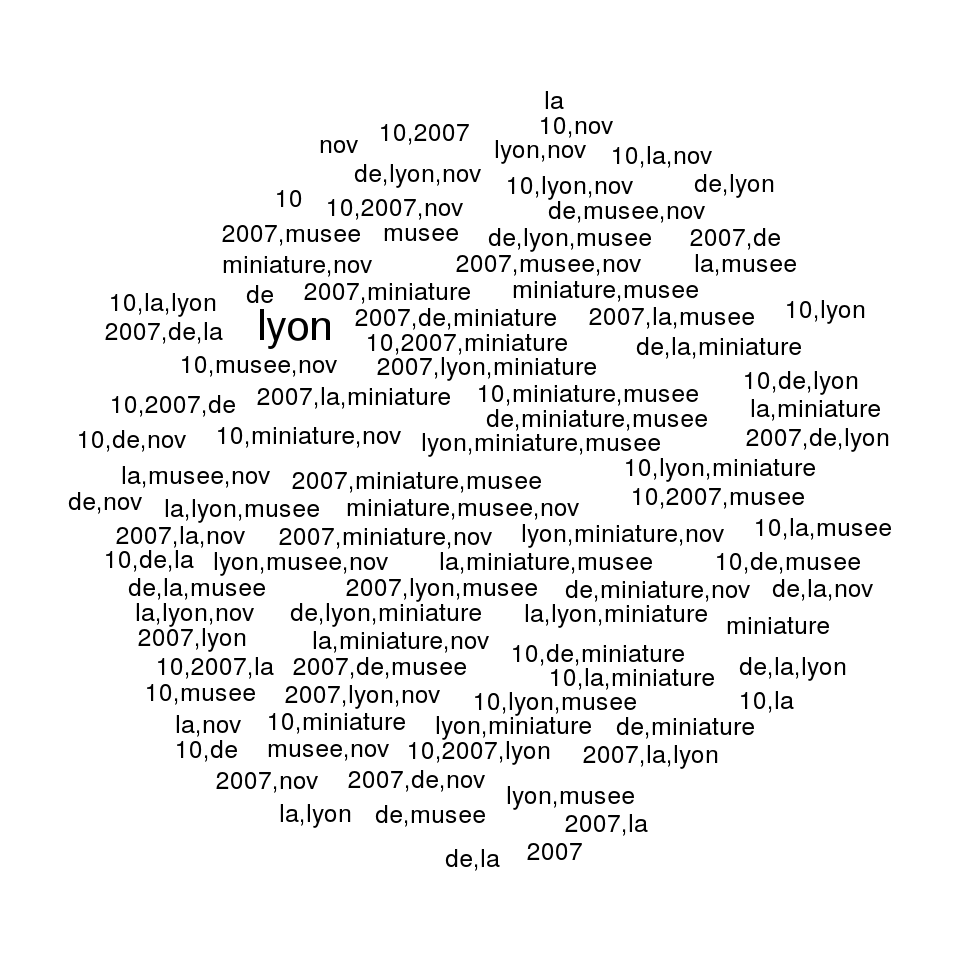 la
10,2007 10,nov
nov lyon,nov 10,la,nov
de,lyon,nov 10,lyon,nov de,lyon
10 10,2007,nov de,musee,nov
2007,musee musee de,lyon,musee 2007,de
miniature,nov 2007,musee,nov la,musee
10,la,lyon de 2007,miniature miniature,musee 10,lyon
2007,de,la lyon 2007,de,miniature 2007,la,musee
10,2007,miniature de,la,miniature
10,musee,nov 2007,lyon,miniature 10,de,lyon
10,2007,de 2007,la,miniature 10,miniature,musee la,miniature
de,miniature,musee
10,de,nov 10,miniature,nov lyon,miniature,musee 2007,de,lyon
la,musee,nov 2007,miniature,musee 10,lyon,miniature
de,nov la,lyon,musee miniature,musee,nov 10,2007,musee
2007,la,nov 2007,miniature,nov lyon,miniature,nov 10,la,musee
10,de,la lyon,musee,nov la,miniature,musee 10,de,musee
de,la,musee 2007,lyon,musee de,miniature,nov de,la,nov
la,lyon,nov de,lyon,miniature la,lyon,miniature miniature
2007,lyon la,miniature,nov 10,de,miniature
10,2007,la 2007,de,musee 10,la,miniature de,la,lyon
10,musee 2007,lyon,nov 10,lyon,musee 10,la
la,nov 10,miniature lyon,miniature de,miniature
10,de musee,nov 10,2007,lyon 2007,la,lyon
2007,nov 2007,de,nov lyon,musee
la,lyon de,musee 2007,la
de,la 2007